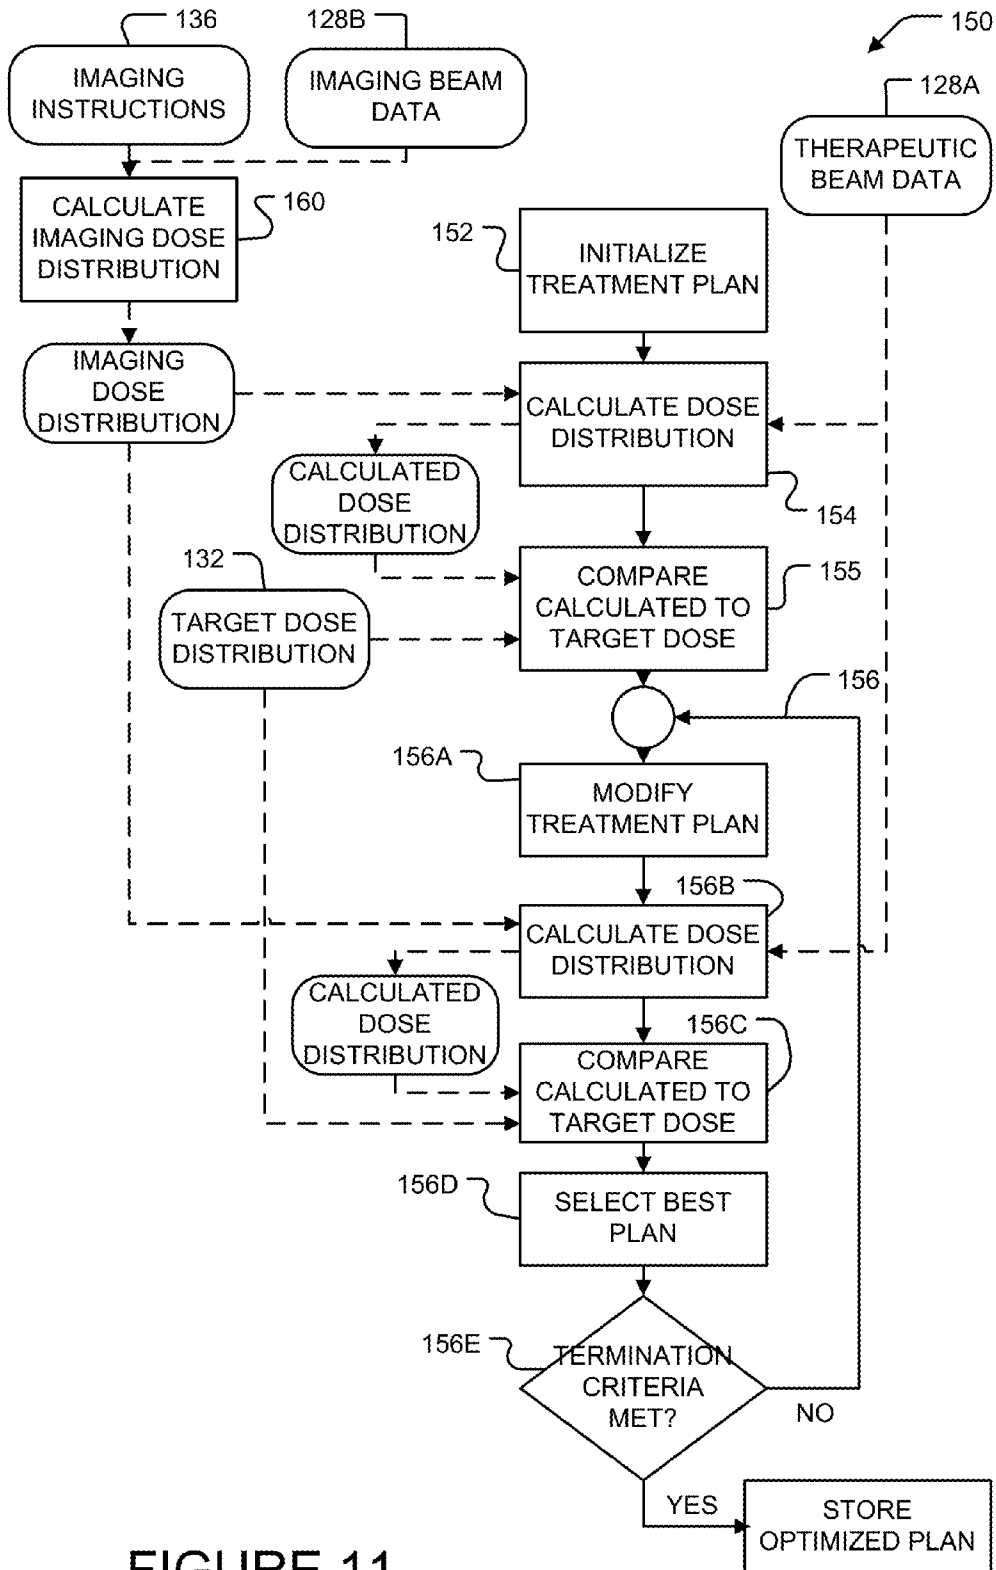 136
128B
150
IMAGING
INSTRUCTIONS
IMAGING BEAM
DATA
128A
THERAPEUTIC
BEAM DATA
CALCULATE
IMAGING DOSE
DISTRIBUTION
160
152
INITIALIZE
TREATMENT PLAN
IMAGING
DOSE
DISTRIBUTION
CALCULATE DOSE
DISTRIBUTION
CALCULATED
DOSE
DISTRIBUTION
154
132
COMPARE
CALCULATED TO
TARGET DOSE
155
TARGET DOSE
DISTRIBUTION
156
156A
MODIFY
TREATMENT PLAN
156B
CALCULATE DOSE
DISTRIBUTION
CALCULATED
DOSE
DISTRIBUTION
156C
COMPARE
CALCULATED TO
TARGET DOSE
156D
SELECT BEST
PLAN
156E
TERMINATION
CRITERIA
MET?
NO
YES
STORE
OPTIMIZED PLAN
FIGURE 11